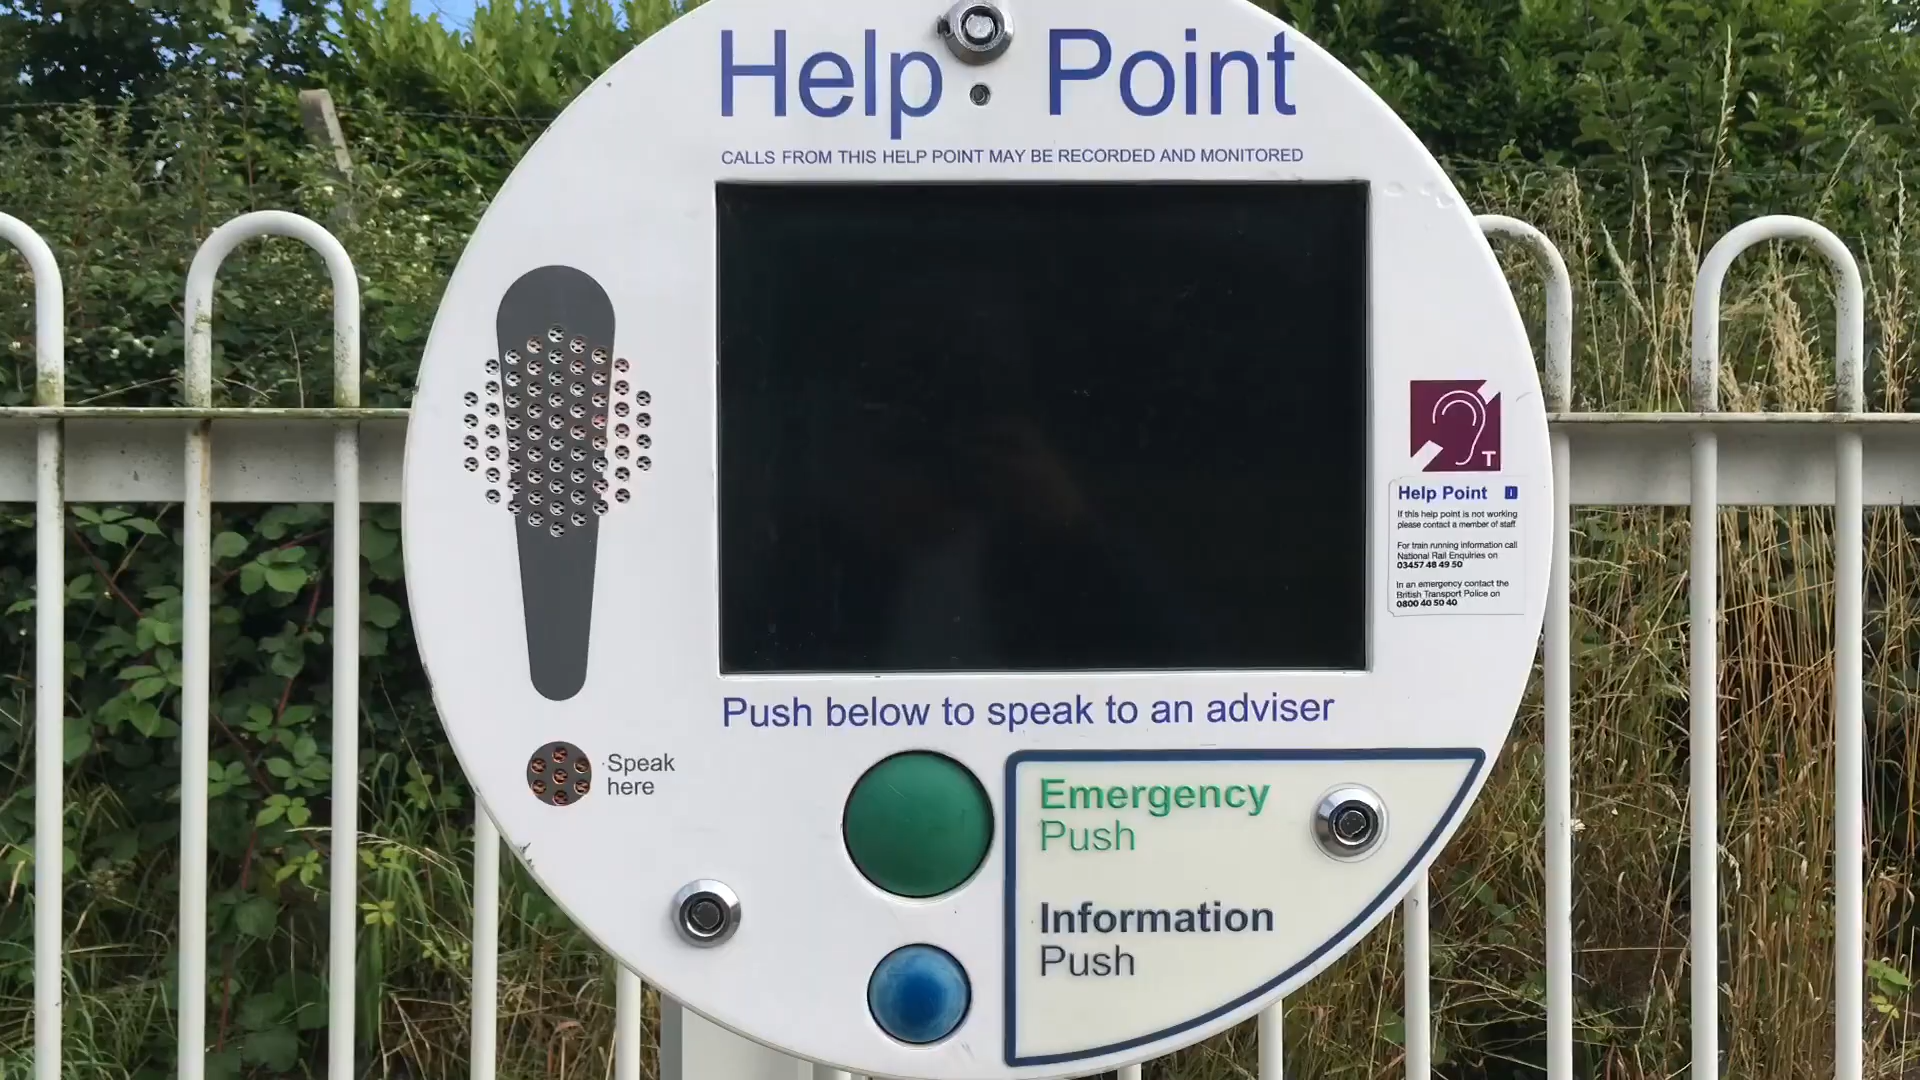 Help Point
CALLS FROM THIS HELP POINT MAY BE RECORDED AND MONITORED
T
Help Point
If this help point is not working
please contact a member of staff
For train running information call
National Rail Enquiries on
03457 48 49 50
In an emergency contact the
British Transport Police on
0800 40 50 40
Push below to speak to an adviser
Speak
here
Emergency
Push
Information
Push